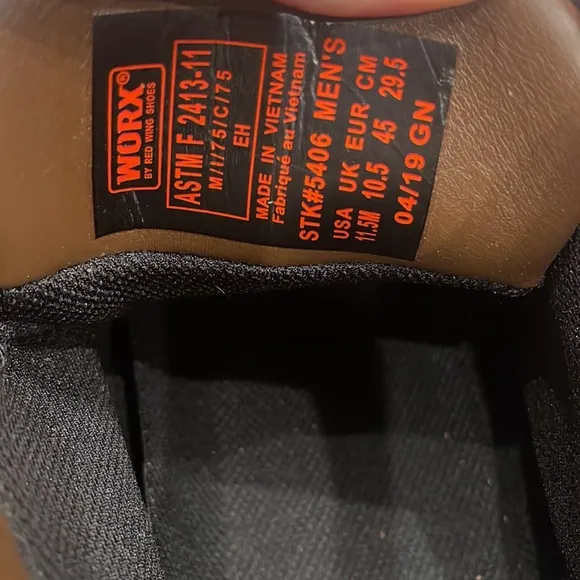 WORX®
BY RED WING SHOES
ASTM F 2413-11
M/I/75/C/75
EH
MADE IN VIETNAM
Fabriqué au Vietnam
STK#5406 MEN'S
USA UK EUR CM
11.5M 10.5 45 29.5
04/19 GN